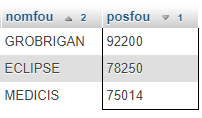 nomfou 2 posfou 1
GROBRIGAN 92200
ECLIPSE 78250
MEDICIS 75014